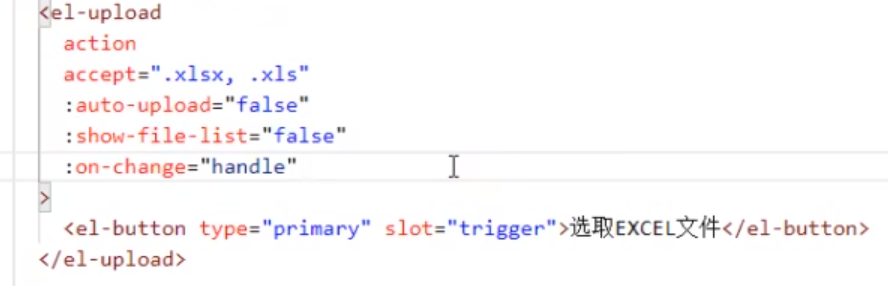 <el-upload
action
accept=".xlsx, .xls"
:auto-upload="false"
:show-file-list="false"
:on-change="handle"
>
<el-button type="primary" slot="trigger">选取EXCEL文件</el-button>
</el-upload>